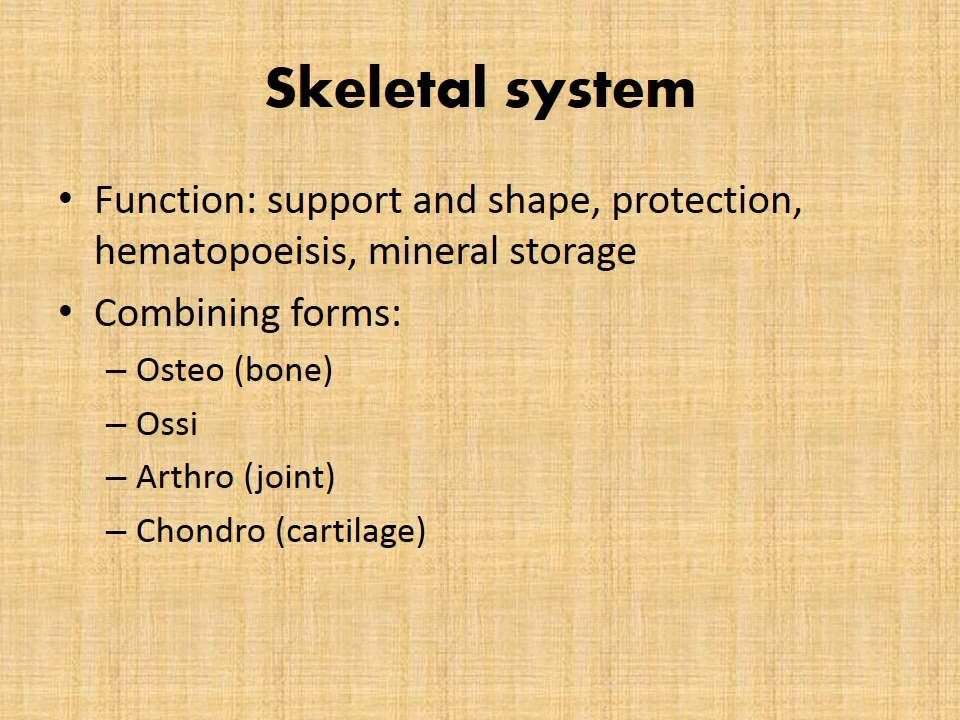 Skeletal system
• Function: support and shape, protection,
hematopoeisis, mineral storage
• Combining forms:
– Osteo (bone)
– Ossi
– Arthro (joint)
– Chondro (cartilage)